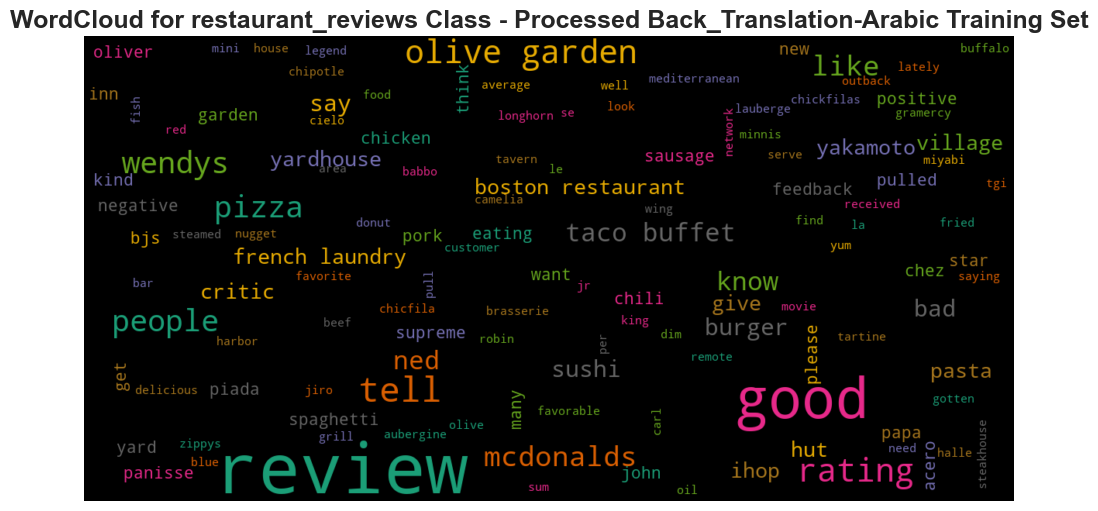 WordCloud for restaurant_reviews Class - Processed Back_Translation-Arabic Training Set
oliver
mini
house
legend
olive garden
new
buffalo
chipotle
think
like
lately
inn
fish
say
food
average
well
mediterranean
outback
garden
cielo
longhorn
se
look
lauberge
chickfilas
positive
gramercy
red
chicken
network
minnis
village
wendys
yardhouse
area
babbo
tavern
le
sausage
serve
yakamoto
miyabi
kind
boston restaurant
feedback
pulled
tgi
negative
pizza
camelia
wing
received
bjs
steamed
nugget
donut
pork
eating
taco buffet
find
la
fried
french laundry
customer
yum
star
bar
favorite
pull
want
jr
know
chez
saying
critic
chicfila
brasserie
chili
give
movie
bad
people
beef
supreme
king
burger
harbor
robin
dim
per
please
tartine
get
ned
remote
sushi
pasta
delicious
piada
jiro
tell
many
favorable
good
gotten
spaghetti
olive
carl
yard
zippys
grill
aubergine
papa
hut
need
halle
steakhouse
panisse
blue
review
mcdonalds
john
ihop
rating
acero
sum
oil